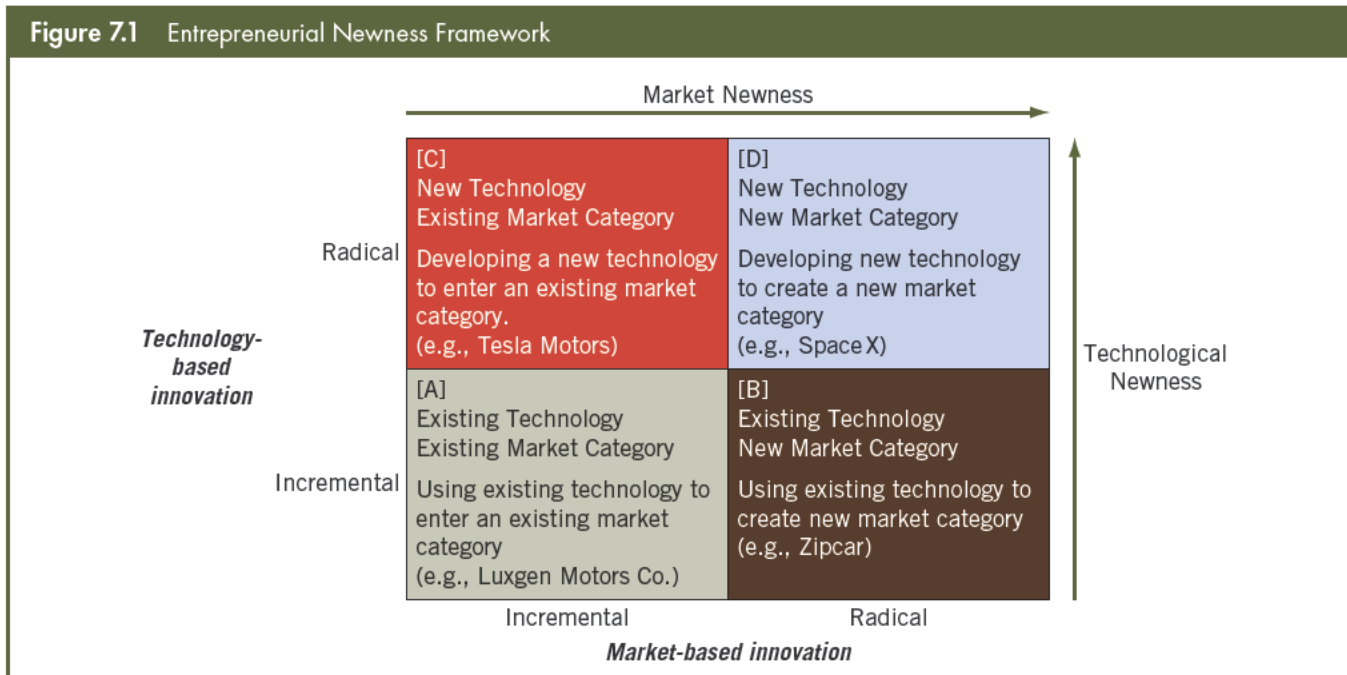 Figure 7.1 Entrepreneurial Newness Framework
Market Newness
[C]
New Technology
Existing Market Category
Developing a new technology
to enter an existing market
category.
(e.g., Tesla Motors)
[D]
New Technology
New Market Category
Developing new technology
to create a new market
category
(e.g., Space X)
Radical
Technology-
based
innovation
Technological
Newness
[A]
Existing Technology
Existing Market Category
Using existing technology to
enter an existing market
category
(e.g., Luxgen Motors Co.)
[B]
Existing Technology
New Market Category
Using existing technology to
create new market category
(e.g., Zipcar)
Incremental
Incremental
Radical
Market-based innovation